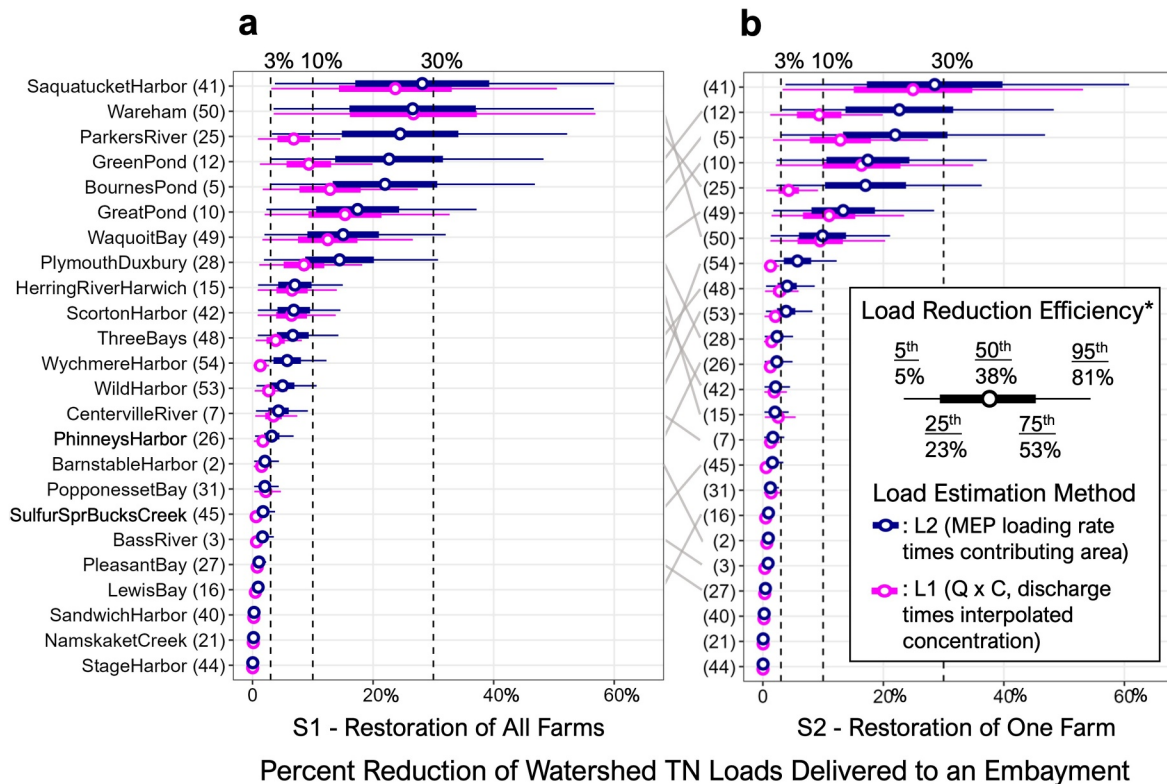 a
b
3% 10% 30%
3% 10% 30%
SaquatucketHarbor (41)
Wareham (50)
ParkersRiver (25)
GreenPond (12)
BournesPond (5)
GreatPond (10)
WaquoitBay (49)
PlymouthDuxbury (28)
HerringRiverHarwich (15)
ScortonHarbor (42)
ThreeBays (48)
WychmereHarbor (54)
WildHarbor (53)
CentervilleRiver (7)
PhinneysHarbor (26)
BarnstableHarbor (2)
PopponessetBay (31)
SulfurSprBucksCreek (45)
BassRiver (3)
PleasantBay (27)
LewisBay (16)
SandwichHarbor (40)
NamskaketCreek (21)
StageHarbor (44)
0 20% 40% 60%
S1 - Restoration of All Farms
(41)
(12)
(5)
(10)
(25)
(49)
(50)
(54)
(48)
(53)
(28)
(26)
(42)
(15)
(7)
(45)
(31)
(16)
(2)
(3)
(27)
(40)
(21)
(44)
0 20% 40% 60%
S2 - Restoration of One Farm
Load Reduction Efficiency*
5th 50th 95th
5% 38% 81%
25th 75th
23% 53%
Load Estimation Method
: L2 (MEP loading rate
times contributing area)
: L1 (Q x C, discharge
times interpolated
concentration)
Percent Reduction of Watershed TN Loads Delivered to an Embayment